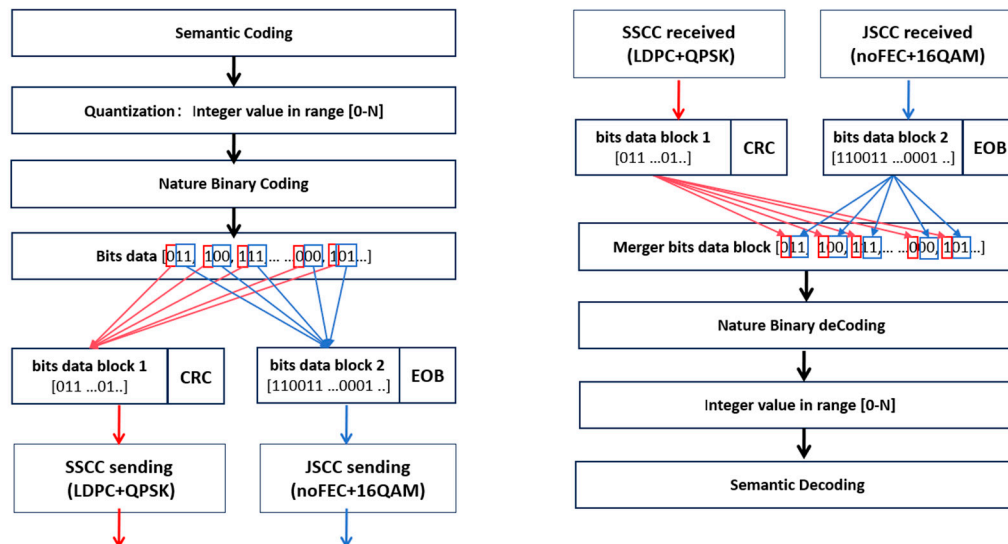 Semantic Coding
Quantization: Integer value in range [0-N]
Nature Binary Coding
Bits data [011, 100, 111,... ...000, 101...]
bits data block 1
[011 ...01..]
CRC
bits data block 2
[110011 ...0001 ..]
EOB
SSCC sending
(LDPC+QPSK)
JSCC sending
(noFEC+16QAM)
SSCC received
(LDPC+QPSK)
JSCC received
(noFEC+16QAM)
bits data block 1
[011 ...01..]
CRC
bits data block 2
[110011 ...0001 ..]
EOB
Merger bits data block [011, 100, 111,... ...000, 101...]
Nature Binary deCoding
Integer value in range [0-N]
Semantic Decoding